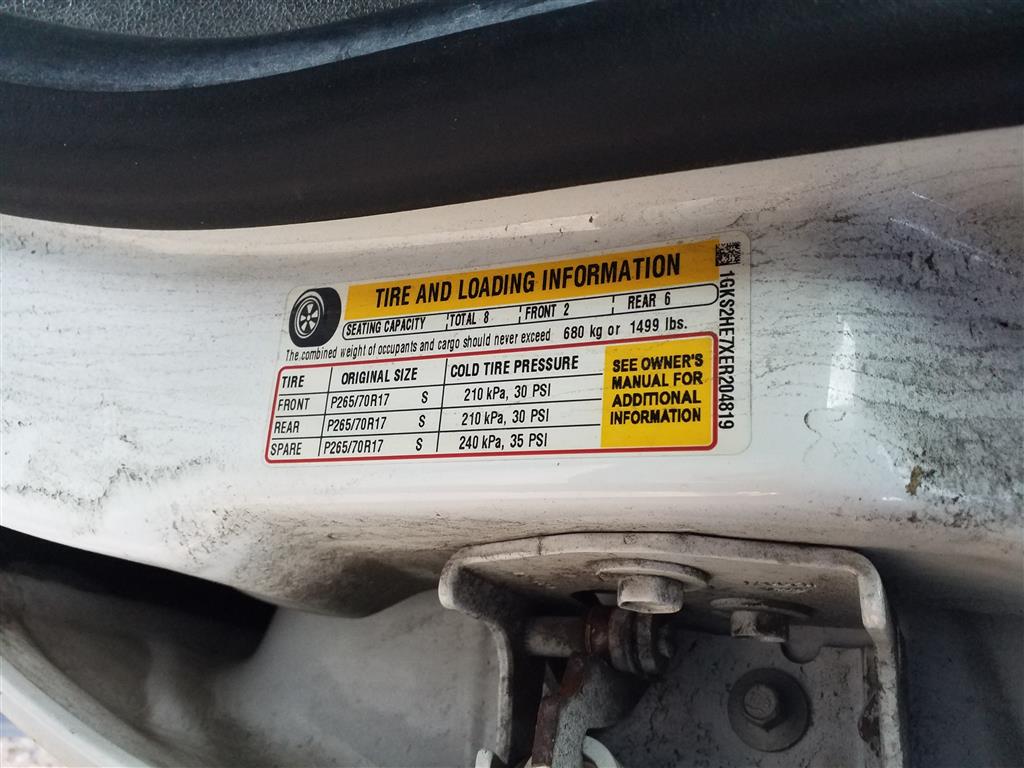 TIRE AND LOADING INFORMATION
SEATING CAPACITY TOTAL 8 FRONT 2 REAR 6
The combined weight of occupants and cargo should never exceed 680 kg or 1499 lbs.
TIRE ORIGINAL SIZE COLD TIRE PRESSURE
FRONT P265/70R17 S 210 kPa, 30 PSI
REAR P265/70R17 S 210 kPa, 30 PSI
SPARE P265/70R17 S 240 kPa, 35 PSI
SEE OWNER'S
MANUAL FOR
ADDITIONAL
INFORMATION
1GKS2HE7XER204819